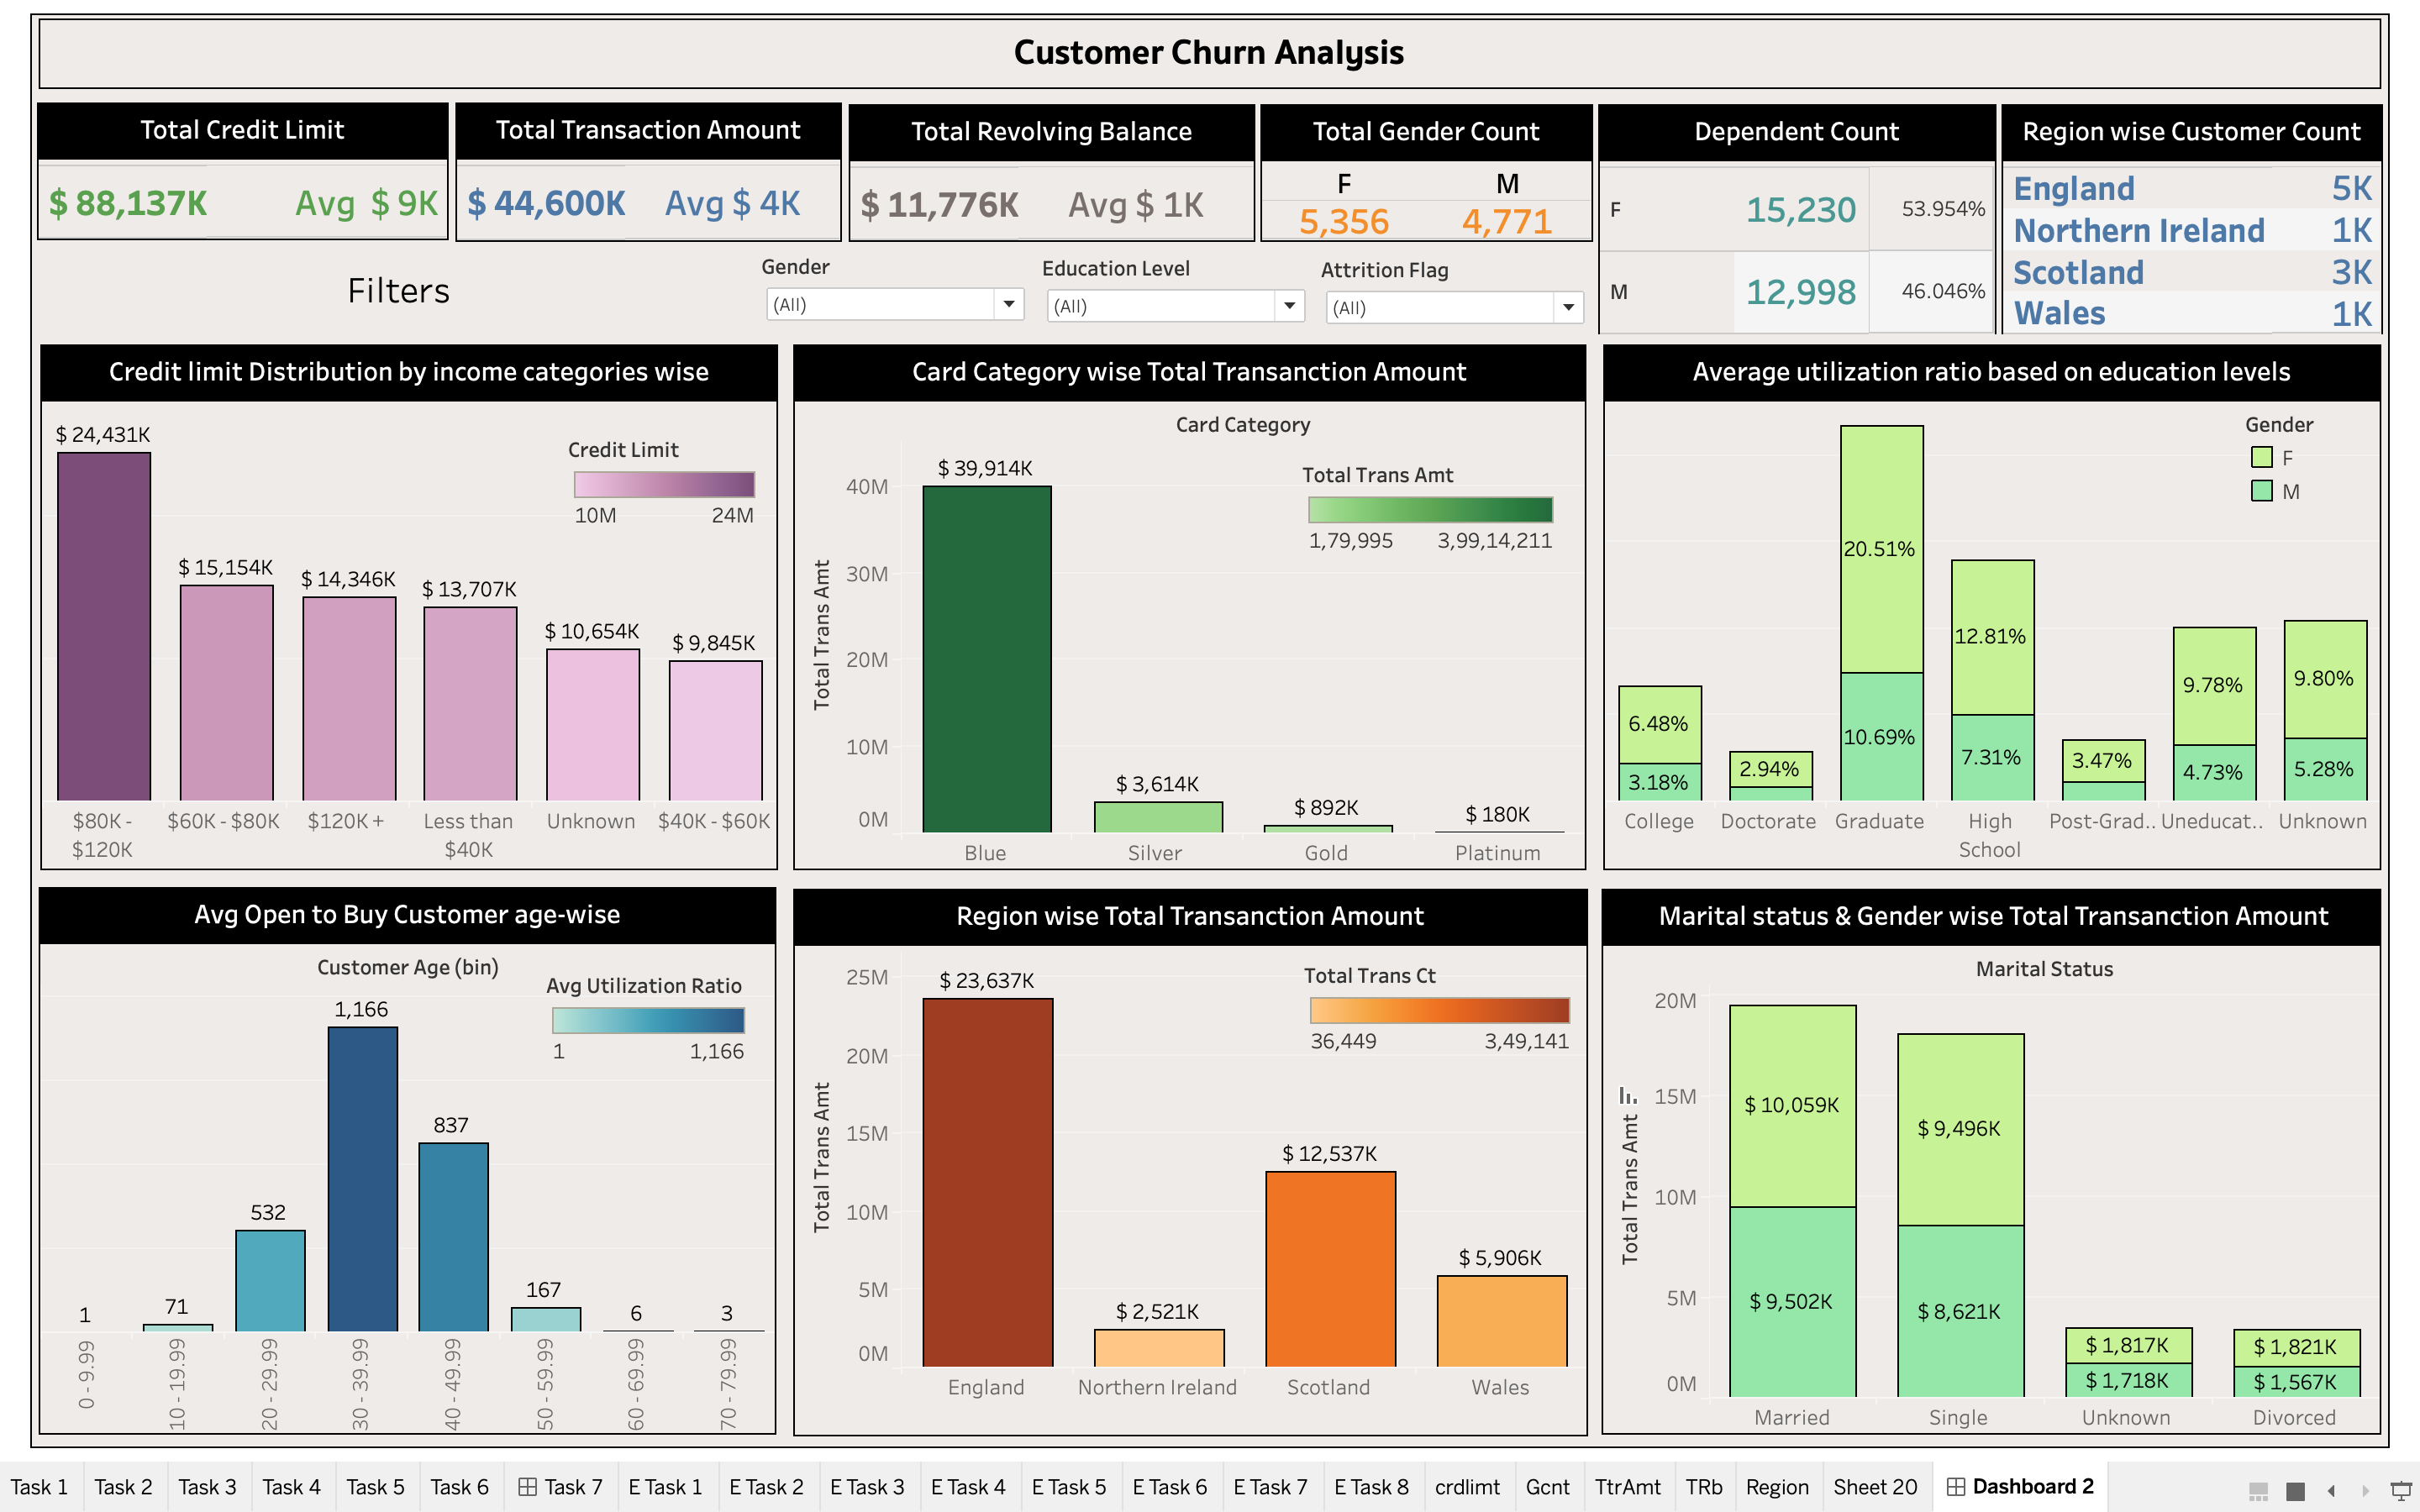 Customer Churn Analysis
Total Credit Limit
$ 88,137K Avg $ 9K
Total Transaction Amount
$ 44,600K Avg $ 4K
Total Revolving Balance
$ 11,776K Avg $ 1K
Total Gender Count
F M
5,356 4,771
Dependent Count
F 15,230 53.954%
M 12,998 46.046%
Region wise Customer Count
England 5K
Northern Ireland 1K
Scotland 3K
Wales 1K
Filters
Gender
(All)
Education Level
(All)
Attrition Flag
(All)
Credit limit Distribution by income categories wise
Credit Limit
10M 24M
$ 24,431K
$ 15,154K
$ 14,346K
$ 13,707K
$ 10,654K
$ 9,845K
$80K - $60K - $80K $120K + Less than Unknown $40K - $60K
$120K $40K
Card Category wise Total Transanction Amount
Card Category
Total Trans Amt
1,79,995 3,99,14,211
Total Trans Amt
40M
30M
20M
10M
0M
$ 39,914K
$ 3,614K
$ 892K
$ 180K
Blue Silver Gold Platinum
Average utilization ratio based on education levels
Gender
F
M
6.48%
3.18%
2.94%
20.51%
10.69%
12.81%
7.31%
3.47%
9.78%
4.73%
9.80%
5.28%
College Doctorate Graduate High Post-Grad.. Uneducat.. Unknown
School
Avg Open to Buy Customer age-wise
Customer Age (bin)
Avg Utilization Ratio
1 1,166
1
71
532
1,166
837
167
6
3
0 - 9.99
10 - 19.99
20 - 29.99
30 - 39.99
40 - 49.99
50 - 59.99
60 - 69.99
70 - 79.99
Region wise Total Transanction Amount
Total Trans Ct
36,449 3,49,141
Total Trans Amt
25M
20M
15M
10M
5M
0M
$ 23,637K
$ 2,521K
$ 12,537K
$ 5,906K
England Northern Ireland Scotland Wales
Marital status & Gender wise Total Transanction Amount
Marital Status
Total Trans Amt
20M
15M
10M
5M
0M
$ 10,059K
$ 9,502K
$ 9,496K
$ 8,621K
$ 1,817K
$ 1,718K
$ 1,821K
$ 1,567K
Married Single Unknown Divorced
Task 1 Task 2 Task 3 Task 4 Task 5 Task 6 Task 7 E Task 1 E Task 2 E Task 3 E Task 4 E Task 5 E Task 6 E Task 7 E Task 8 crdlimt Gcnt TtrAmt TRb Region Sheet 20 Dashboard 2